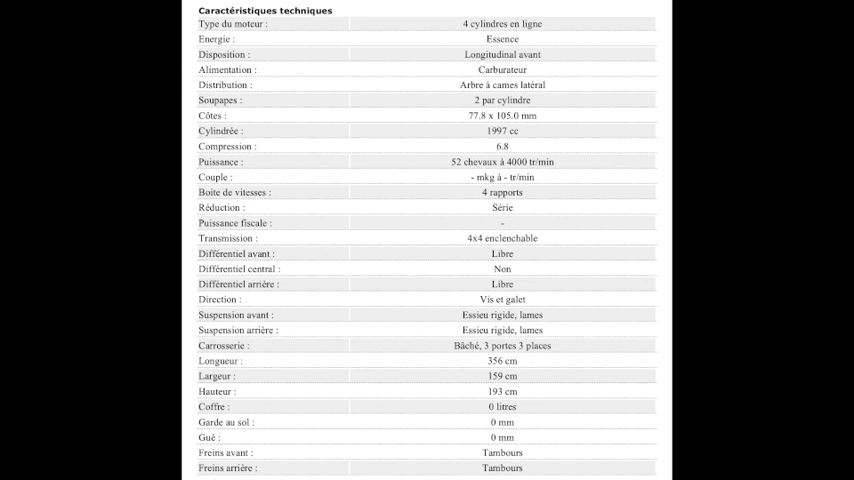 Caractéristiques techniques
Type du moteur : 4 cylindres en ligne
Energie : Essence
Disposition : Longitudinal avant
Alimentation : Carburateur
Distribution : Arbre à cames latéral
Soupapes : 2 par cylindre
Côtes : 77.8 x 105.0 mm
Cylindrée : 1997 cc
Compression : 6.8
Puissance : 52 chevaux à 4000 tr/min
Couple : - mkg à - tr/min
Boite de vitesses : 4 rapports
Réduction : Série
Puissance fiscale : -
Transmission : 4x4 enclenchable
Différentiel avant : Libre
Différentiel central : Non
Différentiel arrière : Libre
Direction : Vis et galet
Suspension avant : Essieu rigide, lames
Suspension arrière : Essieu rigide, lames
Carrosserie : Bâché, 3 portes 3 places
Longueur : 356 cm
Largeur : 159 cm
Hauteur : 193 cm
Coffre : 0 litres
Garde au sol : 0 mm
Gué : 0 mm
Freins avant : Tambours
Freins arrière : Tambours